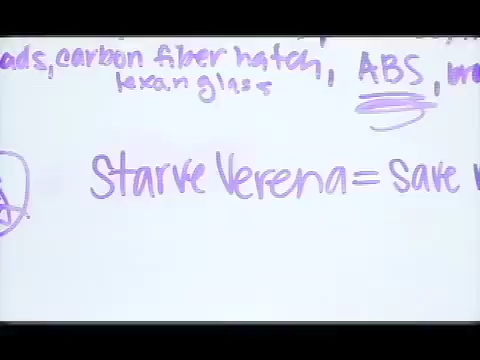 ads, carbon fiber hatch, ABS,
lexan glass
Starve Verena = save